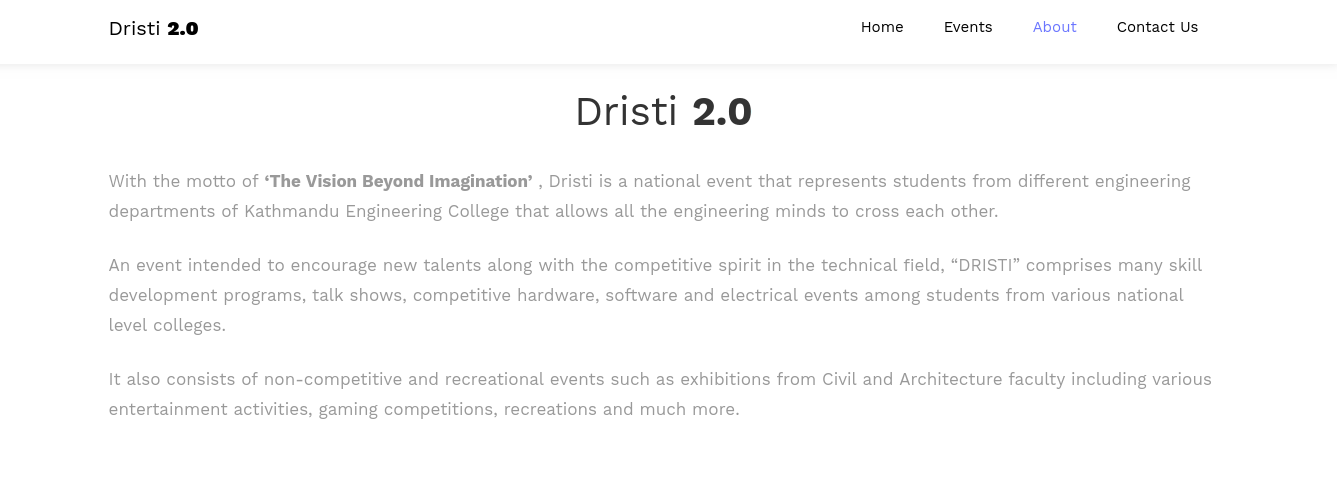 Dristi 2.0
Home Events About Contact Us
Dristi 2.0
With the motto of ‘The Vision Beyond Imagination’ , Dristi is a national event that represents students from different engineering
departments of Kathmandu Engineering College that allows all the engineering minds to cross each other.
An event intended to encourage new talents along with the competitive spirit in the technical field, “DRISTI” comprises many skill
development programs, talk shows, competitive hardware, software and electrical events among students from various national
level colleges.
It also consists of non-competitive and recreational events such as exhibitions from Civil and Architecture faculty including various
entertainment activities, gaming competitions, recreations and much more.